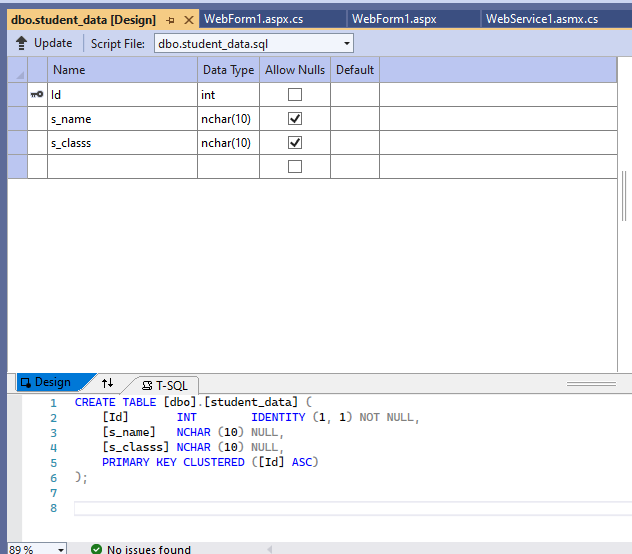 dbo.student_data [Design] WebForm1.aspx.cs WebForm1.aspx WebService1.asmx.cs
Update Script File: dbo.student_data.sql
Name Data Type Allow Nulls Default
Id int
s_name nchar(10)
s_classs nchar(10)
Design T-SQL
1 CREATE TABLE [dbo].[student_data] (
2 [Id] INT IDENTITY (1, 1) NOT NULL,
3 [s_name] NCHAR (10) NULL,
4 [s_classs] NCHAR (10) NULL,
5 PRIMARY KEY CLUSTERED ([Id] ASC)
6 );
7
8
89 % No issues found